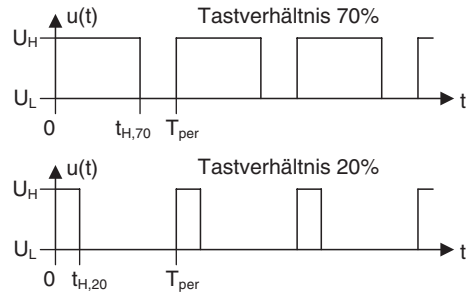 u(t) Tastverhältnis 70%
U_H
U_L
t
0 t_H,70 T_per
u(t) Tastverhältnis 20%
U_H
U_L
t
0 t_H,20 T_per